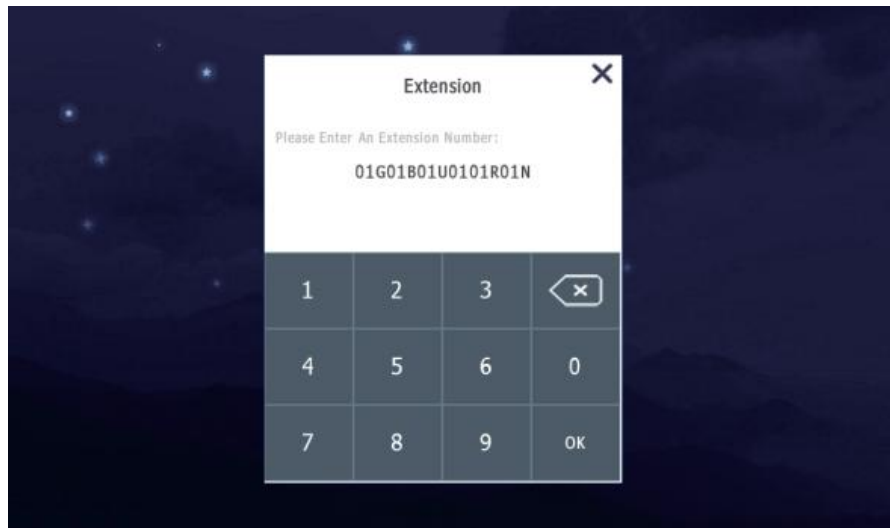 Extension
Please Enter An Extension Number:
01G01B01U0101R01N
1 2 3
4 5 6 0
7 8 9 OK